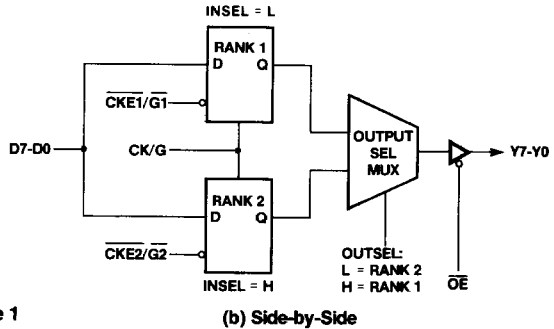 INSEL = L
RANK 1
D Q
CKE1/G1
D7-D0
CK/G
OUTPUT
SEL
MUX
Y7-Y0
RANK 2
D Q
CKE2/G2
INSEL = H
OUTSEL:
L = RANK 2
H = RANK 1
OE
e 1
(b) Side-by-Side